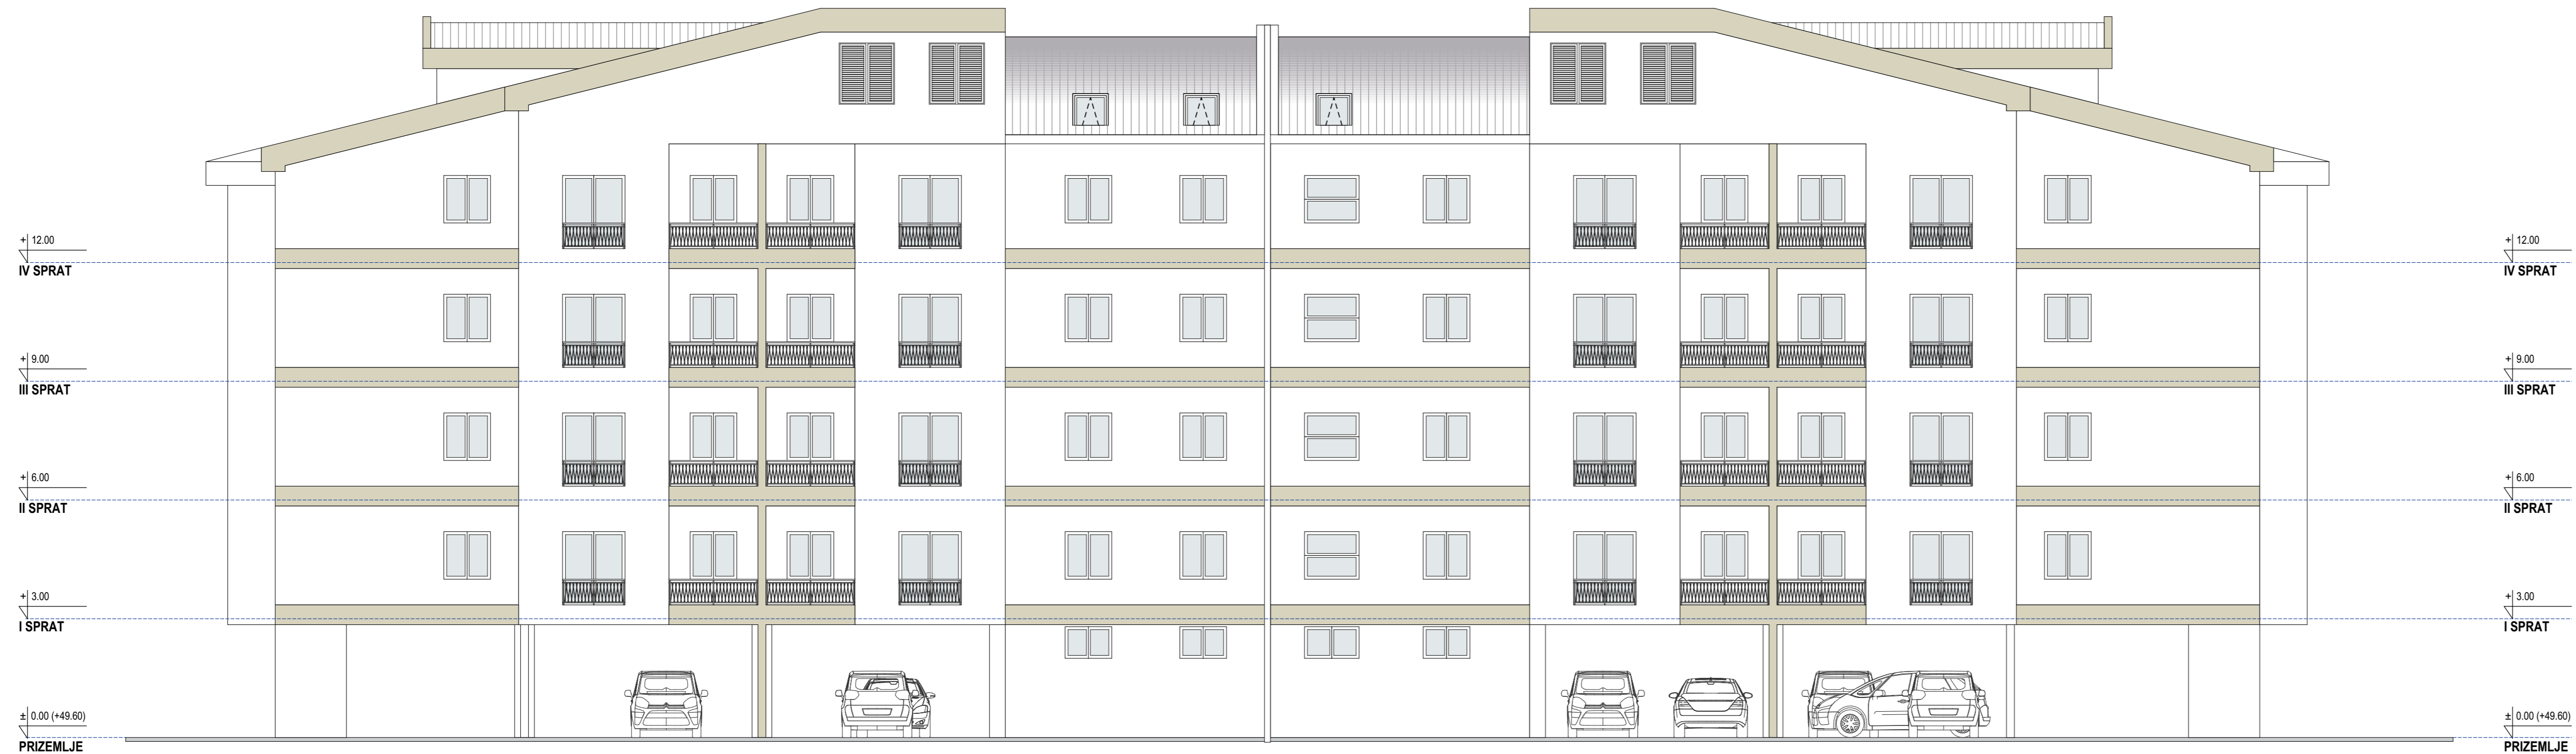 + 12.00
IV SPRAT
+ 9.00
III SPRAT
+ 6.00
II SPRAT
+ 3.00
I SPRAT
± 0.00 (+49.60)
PRIZEMLJE
+ 12.00
IV SPRAT
+ 9.00
III SPRAT
+ 6.00
II SPRAT
+ 3.00
I SPRAT
± 0.00 (+49.60)
PRIZEMLJE